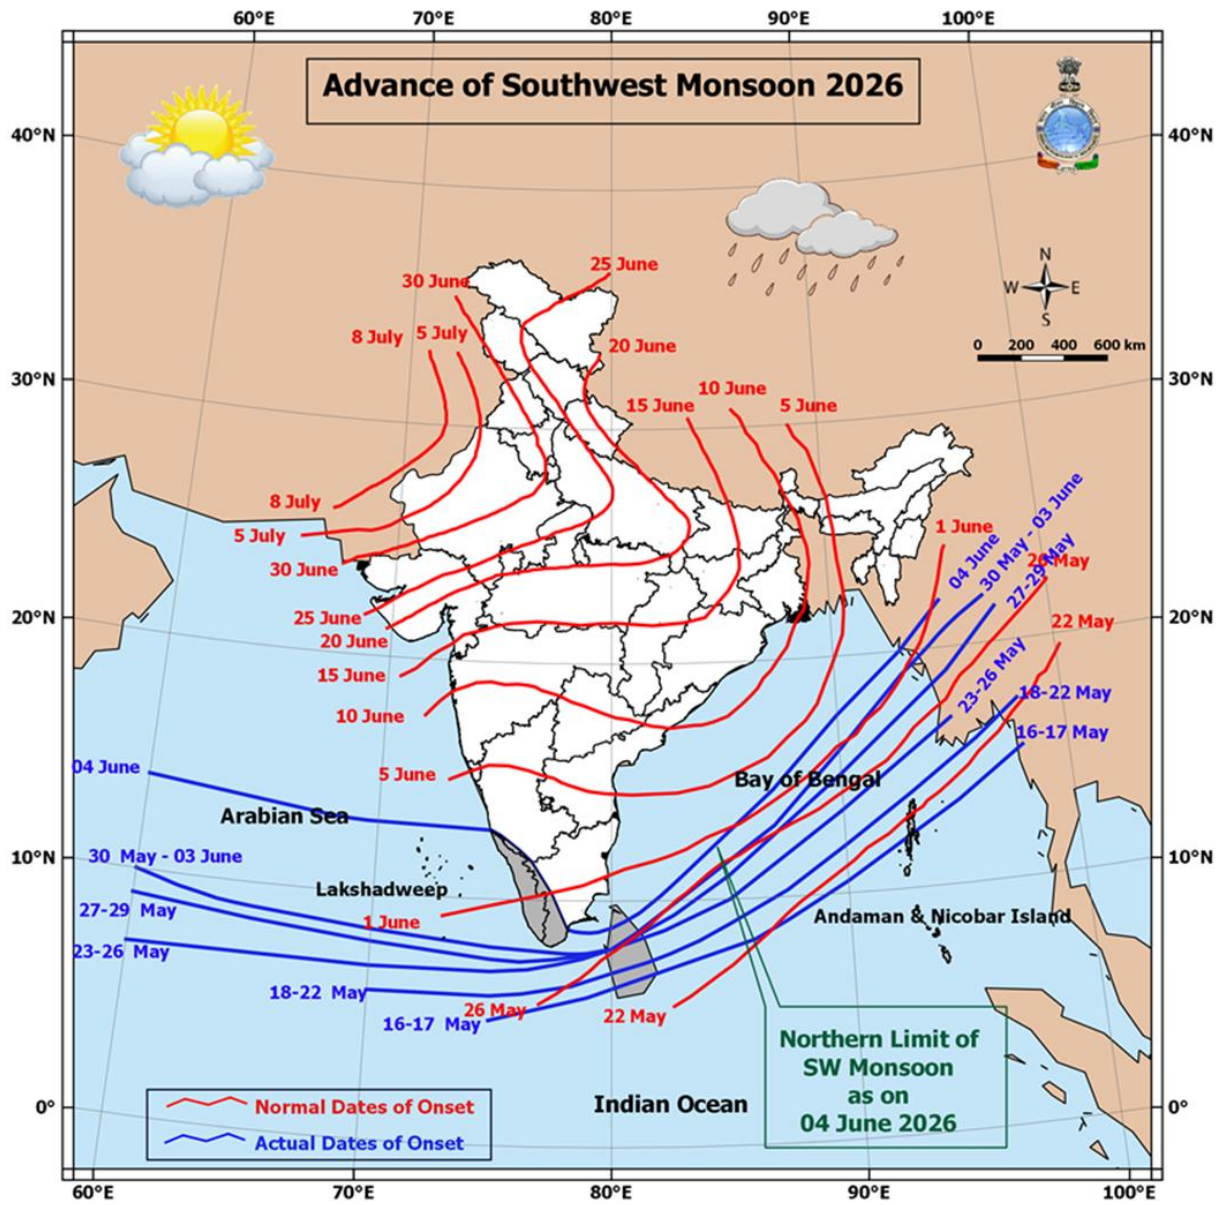 60°E 70°E 80°E 90°E 100°E
Advance of Southwest Monsoon 2026
40°N 40°N
N
W E
S
0 200 400 600 km
25 June
30 June
8 July 5 July
20 June
30°N 30°N
10 June
15 June 5 June
8 July
5 July
1 June
04 June
30 May - 03 June
27-29 May
26 May
30 June
25 June
20°N 20°N
22 May
20 June
15 June
23-26 May
18-22 May
10 June
16-17 May
04 June
5 June
Bay of Bengal
Arabian Sea
30 May - 03 June
10°N 10°N
Lakshadweep
27-29 May
1 June
Andaman & Nicobar Island
23-26 May
18-22 May
26 May
22 May
16-17 May
Northern Limit of
SW Monsoon
as on
04 June 2026
Indian Ocean
0° 0°
Normal Dates of Onset
Actual Dates of Onset
60°E 70°E 80°E 90°E 100°E